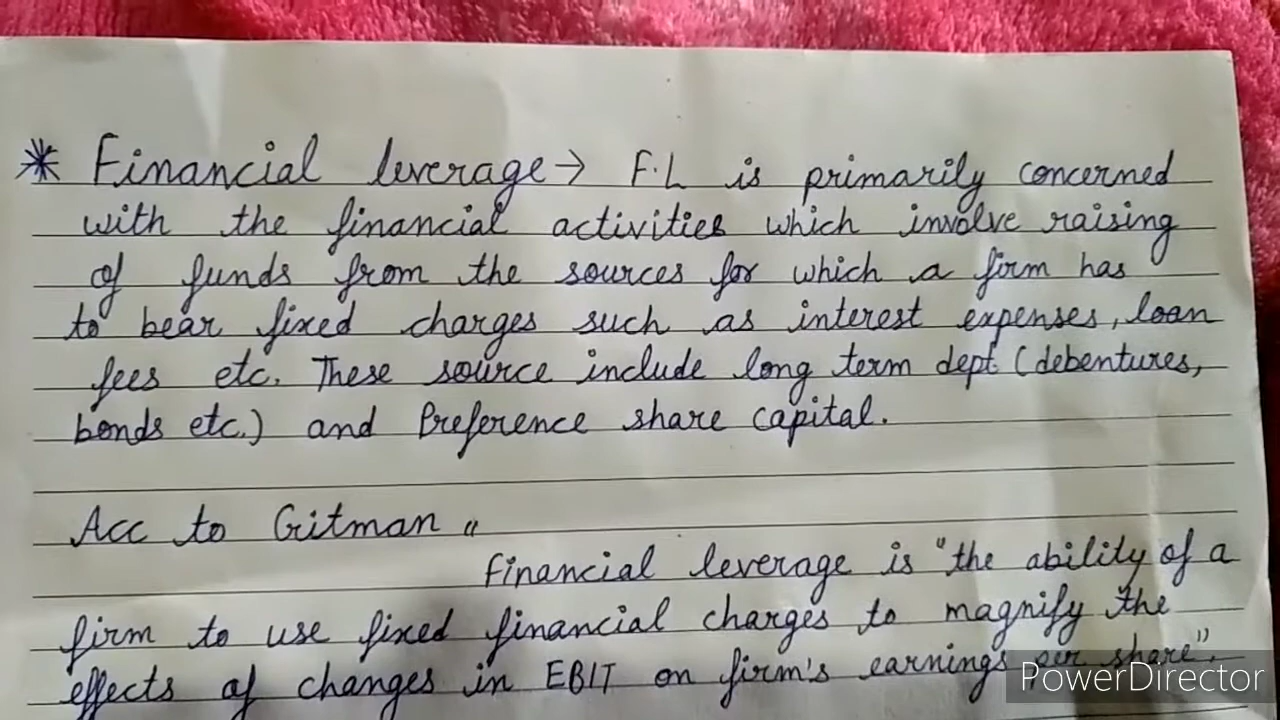 * Financial leverage → F.L is primarily concerned
with the financial activities which involve raising
of funds from the sources for which a firm has
to bear fixed charges such as interest expenses, loan
fees etc. These source include long term dept (debentures,
bonds etc.) and Preference share capital.
Acc to Gitman "
Financial leverage is "the ability of a
firm to use fixed financial charges to magnify the
effects of changes in EBIT on firm's earnings per share".
PowerDirector